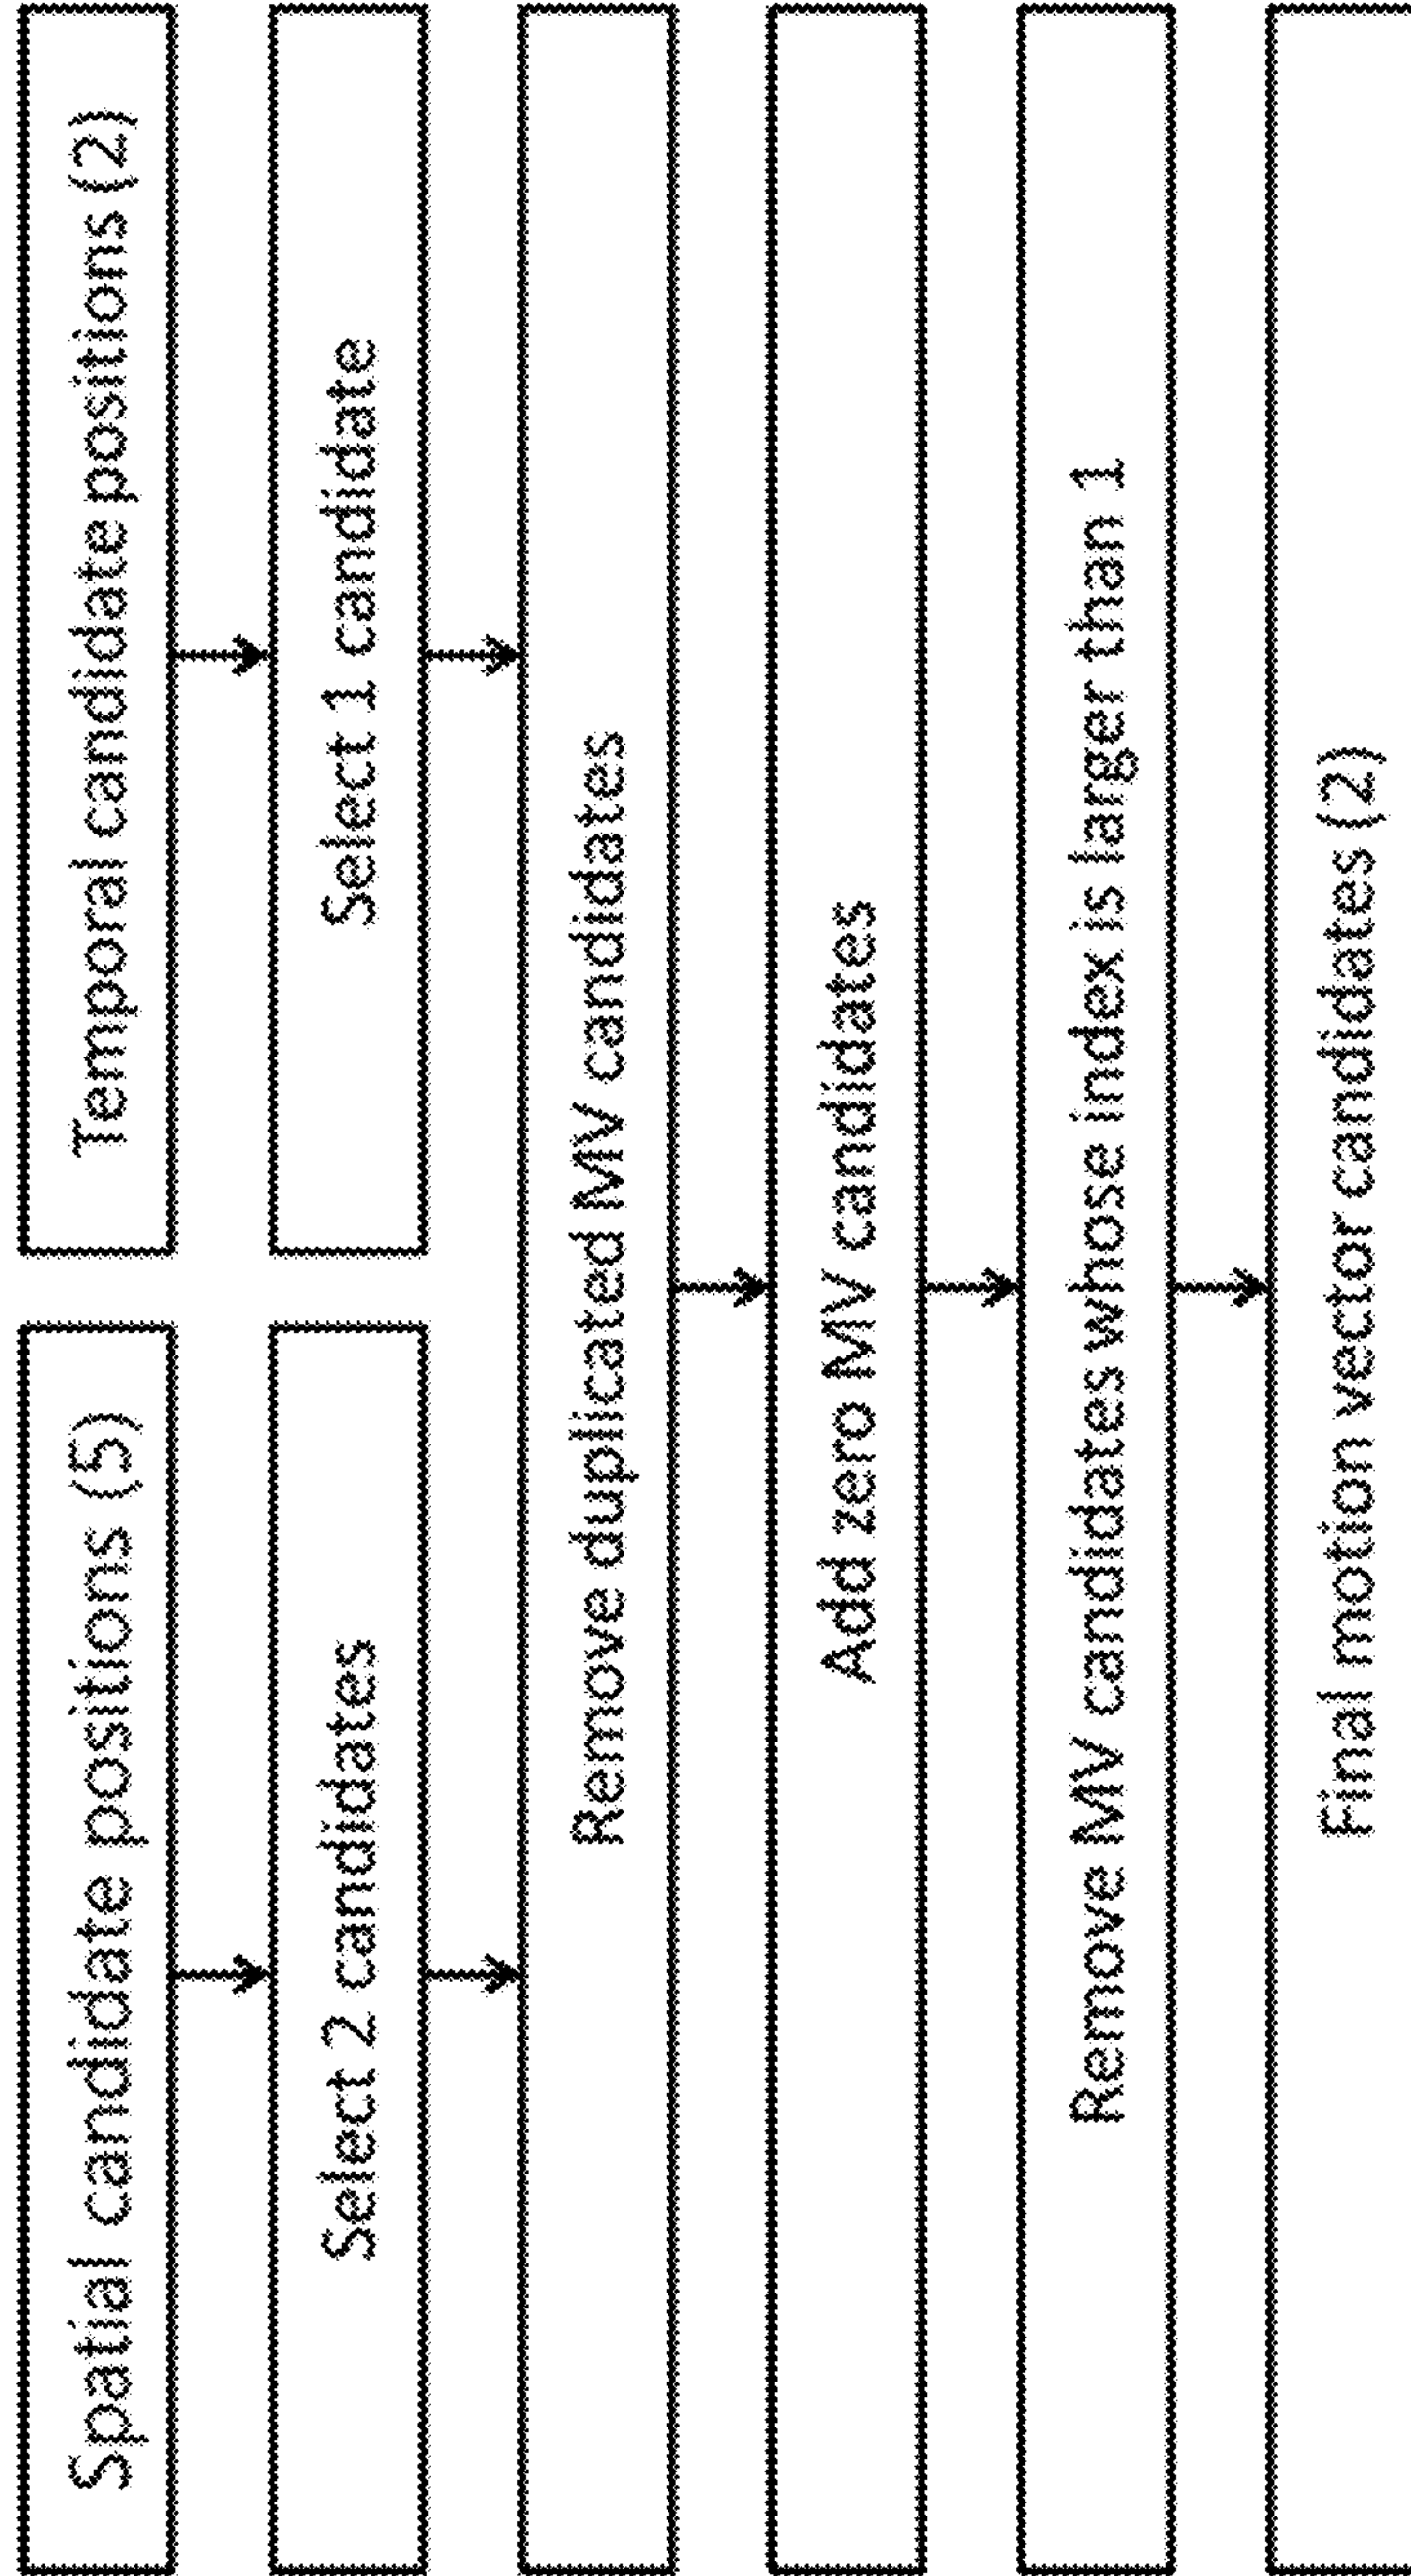 Spatial candidate positions (5)
Temporal candidate positions (2)
Select 2 candidates
Select 1 candidate
Remove duplicated MV candidates
Add zero MV candidates
Remove MV candidates whose index is larger than 1
Final motion vector candidates (2)